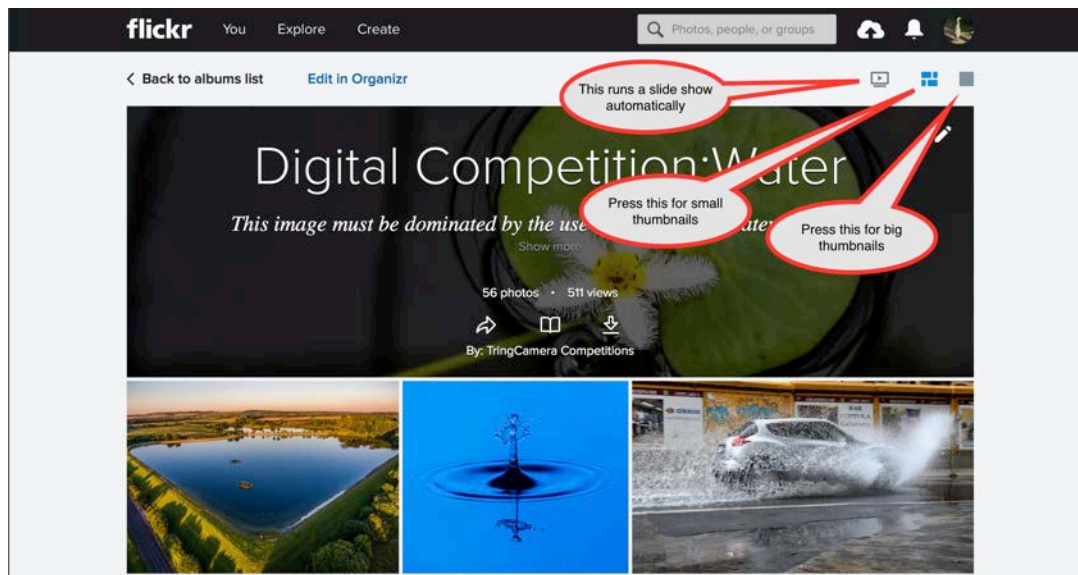 flickr You Explore Create Photos, people, or groups
Back to albums list Edit in Organizr
This runs a slide show
automatically
Digital Competition:Water
Press this for small
thumbnails
Press this for big
thumbnails
This image must be dominated by the use
Show more
56 photos • 511 views
By: TringCamera Competitions